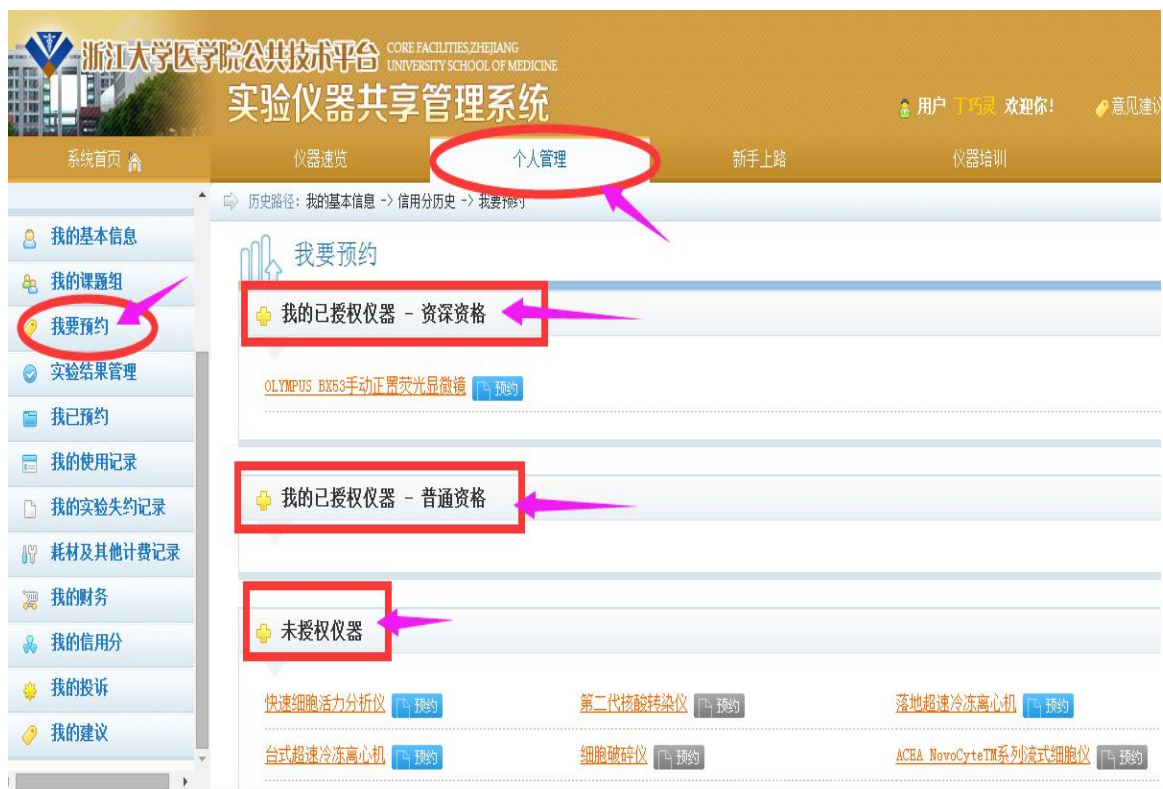 浙江大学医学院公共技术平台 CORE FACILITIES,ZHEJIANG
UNIVERSITY SCHOOL OF MEDICINE
实验仪器共享管理系统
用户 丁巧灵 欢迎你! 意见建议
系统首页 仪器速览 个人管理 新手上路 仪器培训
历史路径: 我的基本信息 -> 信用分历史 -> 我要预约
我的基本信息
我的课题组
我要预约
实验结果管理
我已预约
我的使用记录
我的实验失约记录
耗材及其他计费记录
我的财务
我的信用分
我的投诉
我的建议
我要预约
我的已授权仪器 - 资深资格
OLYMPUS BX53手动正置荧光显微镜 预约
我的已授权仪器 - 普通资格
未授权仪器
快速细胞活力分析仪 预约 第二代核酸转染仪 预约 落地超速冷冻离心机 预约
台式超速冷冻离心机 预约 细胞破碎仪 预约 ACEA NovoCyteTM系列流式细胞仪 预约